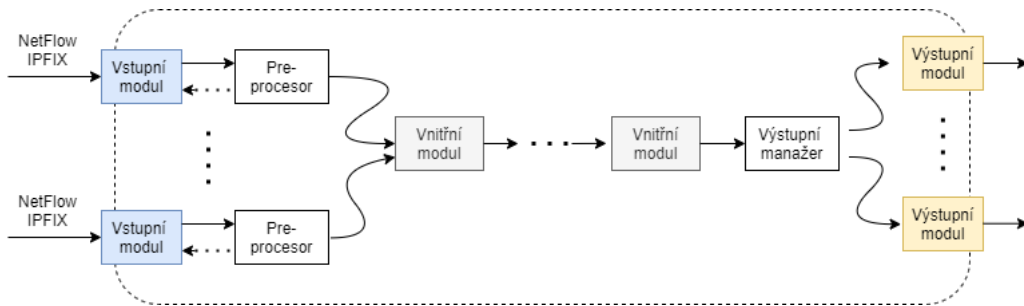 NetFlow
IPFIX
Vstupní
modul
Pre-
procesor
Výstupní
modul
Vnitřní
modul
Vnitřní
modul
Výstupní
manažer
NetFlow
IPFIX
Vstupní
modul
Pre-
procesor
Výstupní
modul